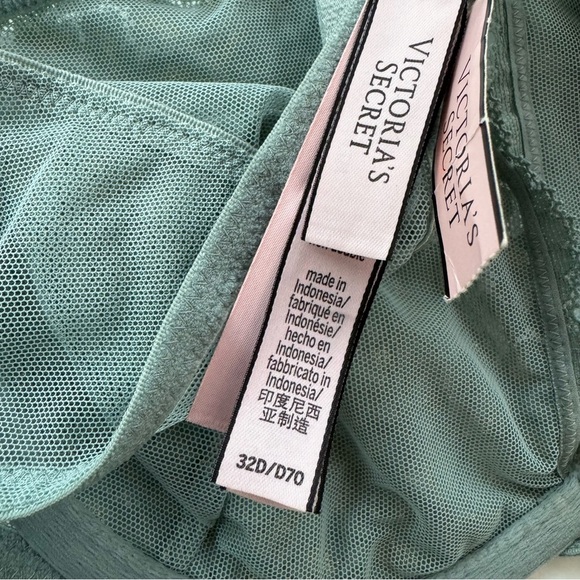 VICTORIA'S
SECRET
VICTORIA'S
SECRET
made in
Indonesia/
fabriqué en
Indonésie/
hecho en
Indonesia/
fabbricato in
Indonesia/
印度尼西
亚制造
32D/D70